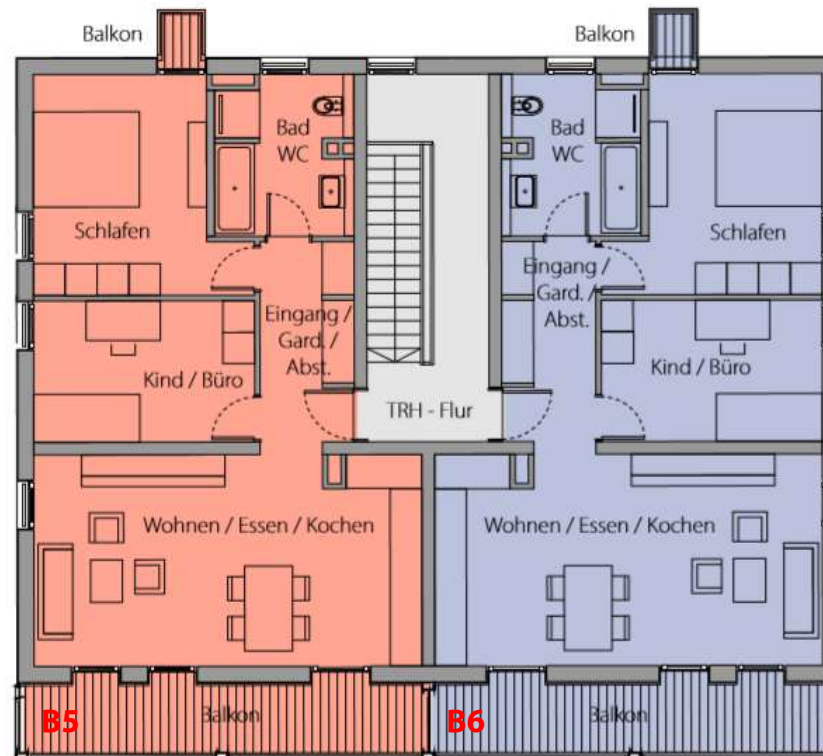 Balkon
Balkon
Bad
WC
Bad
WC
Schlafen
Schlafen
Eingang /
Gard. /
Abst.
Eingang /
Gard. /
Abst.
Kind / Büro
Kind / Büro
TRH - Flur
Wohnen / Essen / Kochen
Wohnen / Essen / Kochen
B5
Balkon
B6
Balkon